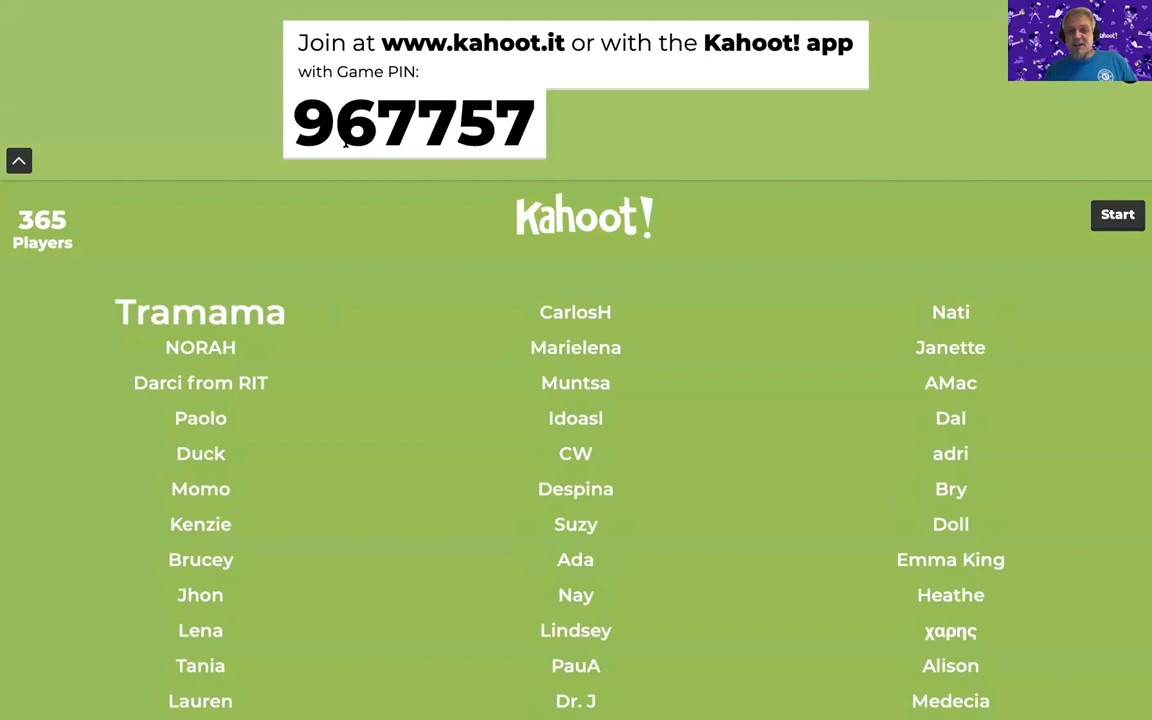 Join at www.kahoot.it or with the Kahoot! app
with Game PIN:
967757
365
Players
Kahoot!
Start
Tramama
CarlosH
Nati
NORAH
Marielena
Janette
Darci from RIT
Muntsa
AMac
Paolo
Idoasl
Dal
Duck
CW
adri
Momo
Despina
Bry
Kenzie
Suzy
Doll
Brucey
Ada
Emma King
Jhon
Nay
Heathe
Lena
Lindsey
χαρης
Tania
PauA
Alison
Lauren
Dr. J
Medecia